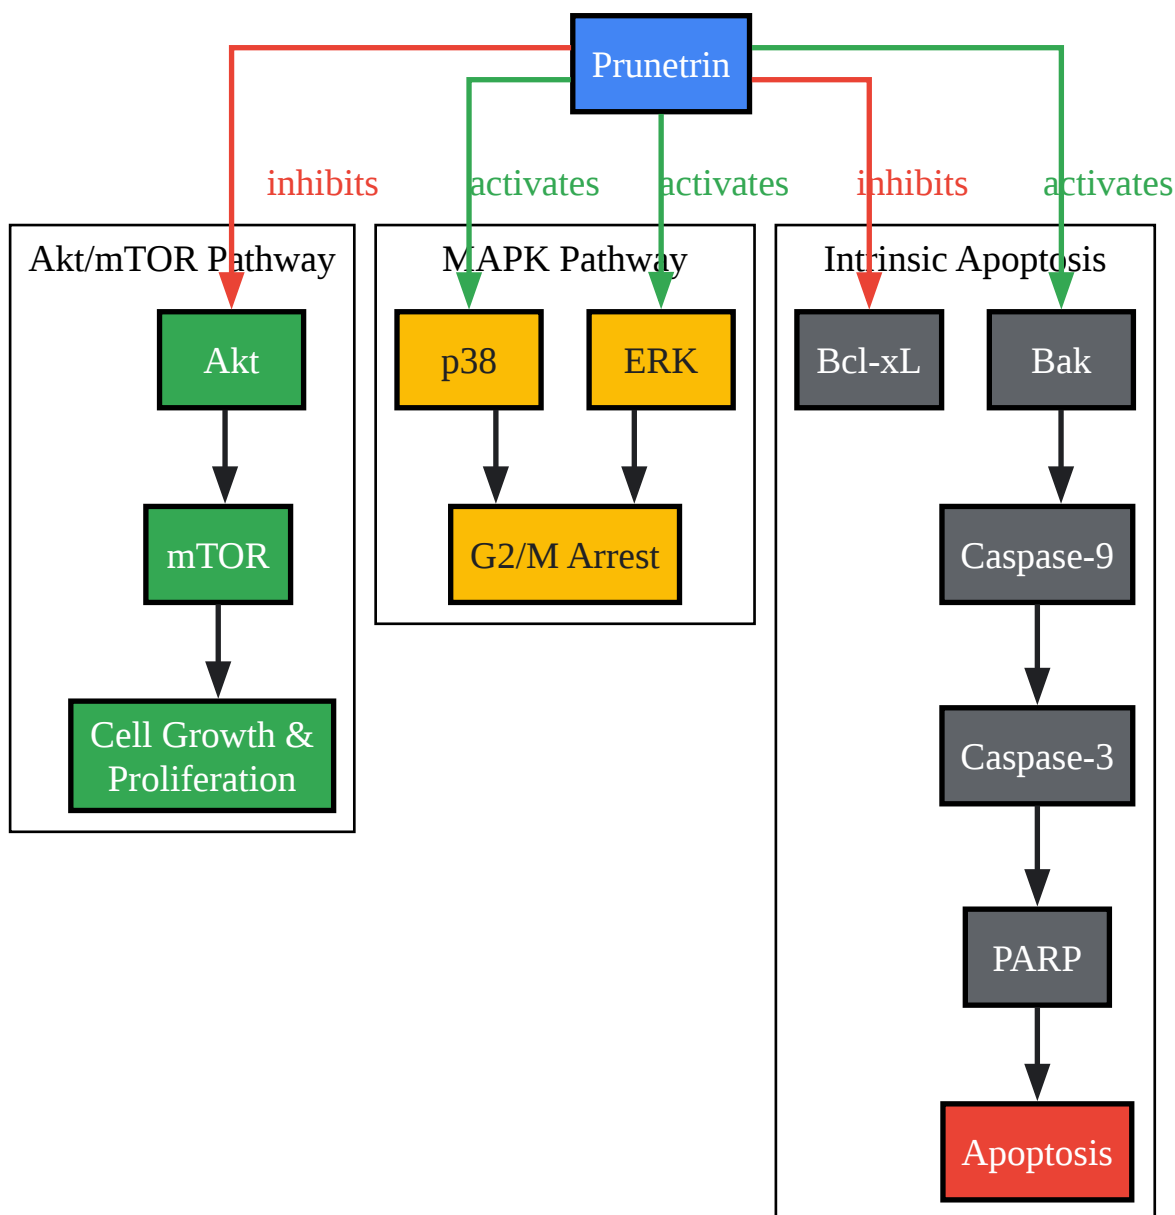 Prunetrin
inhibits
activates
activates
inhibits
activates
Akt/mTOR Pathway
MAPK Pathway
Intrinsic Apoptosis
Akt
p38
ERK
Bcl-xL
Bak
mTOR
G2/M Arrest
Caspase-9
Cell Growth &
Proliferation
Caspase-3
PARP
Apoptosis